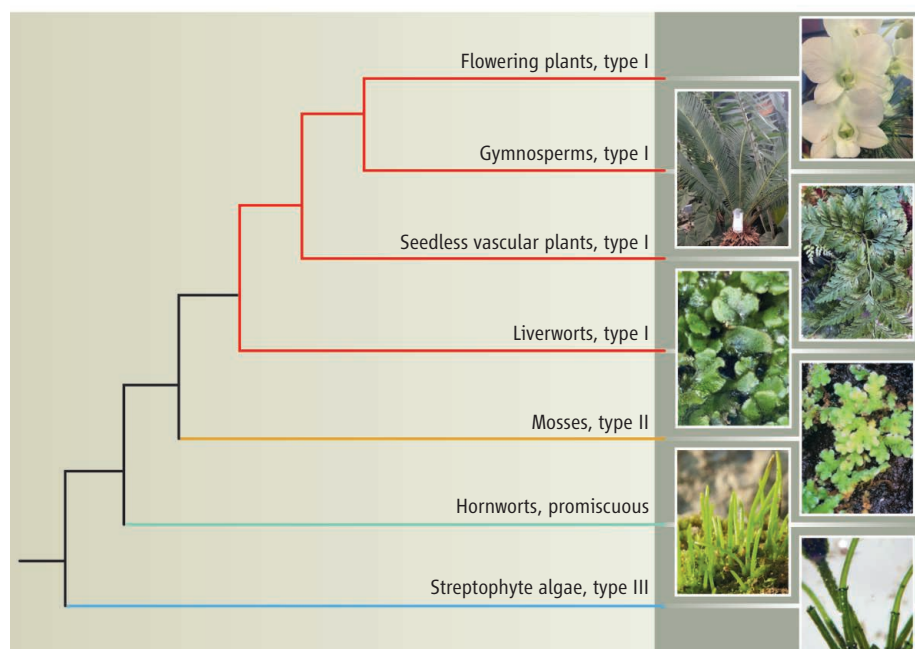 Flowering plants, type I
Gymnosperms, type I
Seedless vascular plants, type I
Liverworts, type I
Mosses, type II
Hornworts, promiscuous
Streptophyte algae, type III